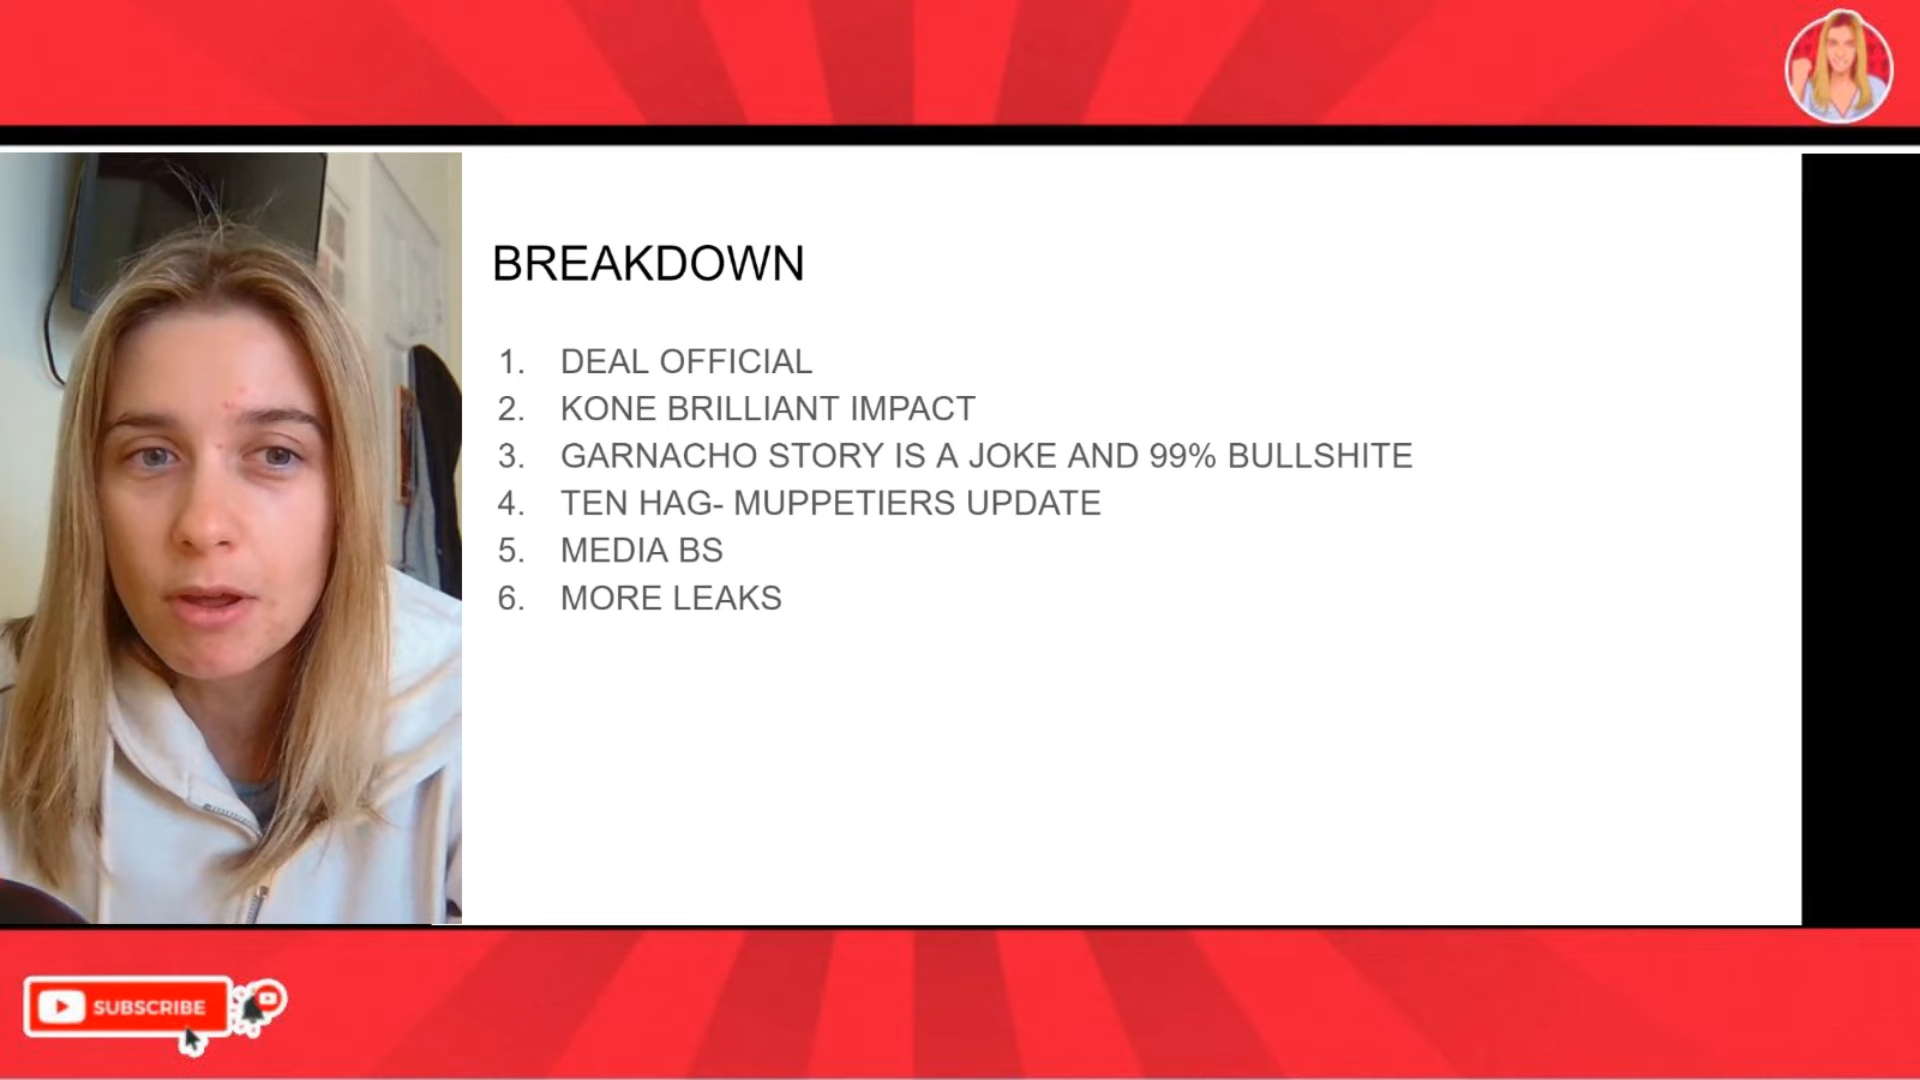 BREAKDOWN
1. DEAL OFFICIAL
2. KONE BRILLIANT IMPACT
3. GARNACHO STORY IS A JOKE AND 99% BULLSHITE
4. TEN HAG- MUPPETIERS UPDATE
5. MEDIA BS
6. MORE LEAKS
SUBSCRIBE